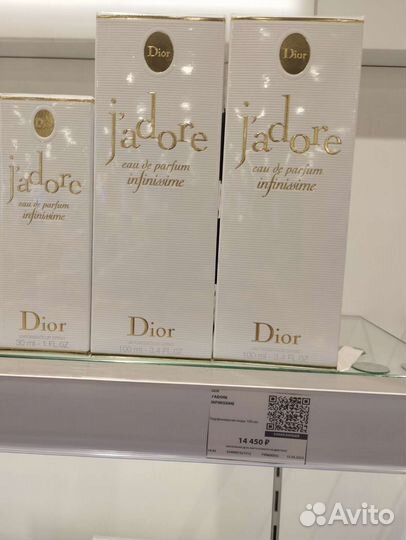 Dior
j'adore
eau de parfum
infinissime
Dior
30 ml - 1 FL.OZ
Dior
j'adore
eau de parfum
infinissime
Dior
100 ml - 3.4 FL.OZ
Dior
j'adore
eau de parfum
infinissime
Dior
100 ml - 3.4 FL.OZ
DIOR
J'ADORE
INFINISSIME
14 450 ₽
Avito